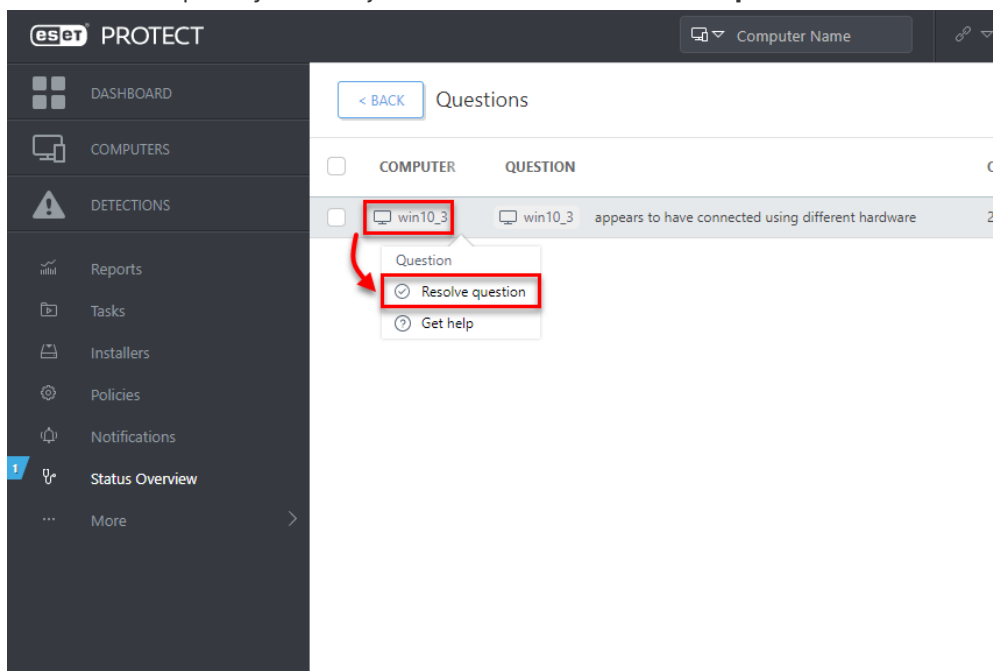 eset PROTECT
Computer Name
DASHBOARD
< BACK Questions
COMPUTERS
COMPUTER QUESTION
DETECTIONS
win10_3 win10_3 appears to have connected using different hardware
Question
Reports
Resolve question
Tasks
Get help
Installers
Policies
Notifications
1 Status Overview
... More